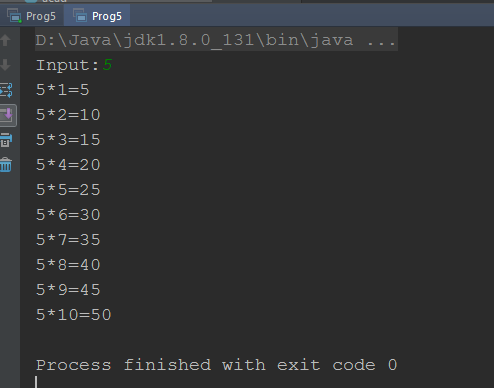 Prog5 Prog5
D:\Java\jdk1.8.0_131\bin\java ...
Input:5
5*1=5
5*2=10
5*3=15
5*4=20
5*5=25
5*6=30
5*7=35
5*8=40
5*9=45
5*10=50
Process finished with exit code 0